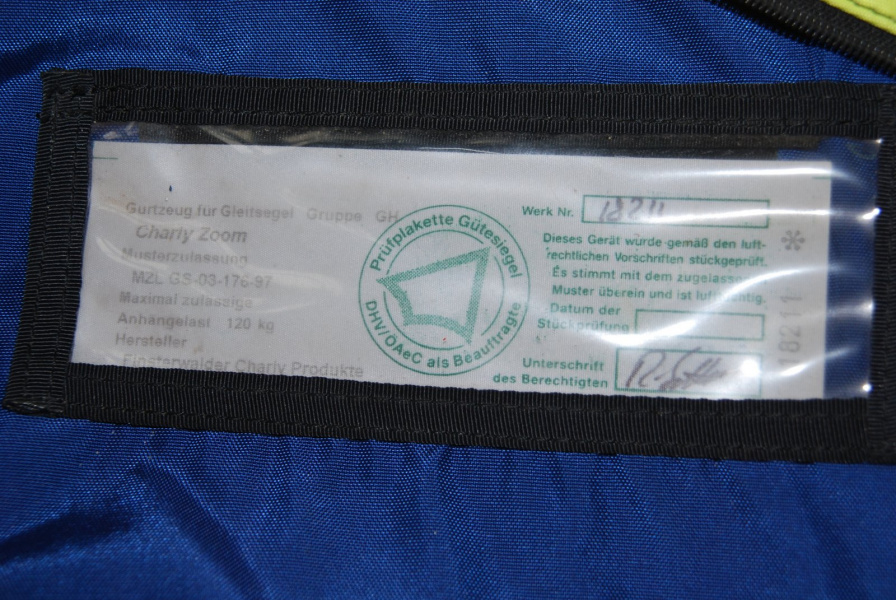 Gurtzeug für Gleitsegel Gruppe GH
Charly Zoom
Musterzulassung
MZL GS-03-176-97
Maximal zulässige
Anhängelast 120 kg
Hersteller
Finsterwalder Charly Produkte
Prüfplakette Gütesiegel
DHV/OAeC als Beauftragte
Werk Nr. 18211
Dieses Gerät wurde gemäß den luft-
rechtlichen Vorschriften stückgeprüft.
Es stimmt mit dem
Muster überein und ist
Datum der
Stückprüfung
Unterschrift
des Berechtigten
* 18211